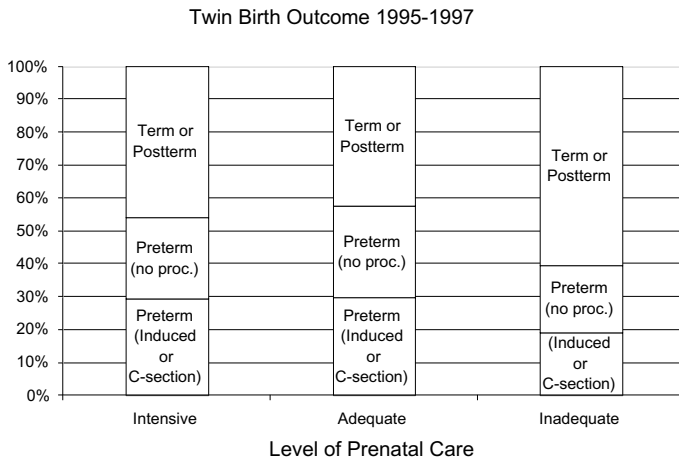 Twin Birth Outcome 1995-1997
100%
90%
80%
70%
60%
50%
40%
30%
20%
10%
0%
Term or
Postterm
Preterm
(no proc.)
Preterm
(Induced
or
C-section)
Term or
Postterm
Preterm
(no proc.)
Preterm
(Induced
or
C-section)
Term or
Postterm
Preterm
(no proc.)
(Induced
or
C-section)
Intensive
Adequate
Inadequate
Level of Prenatal Care